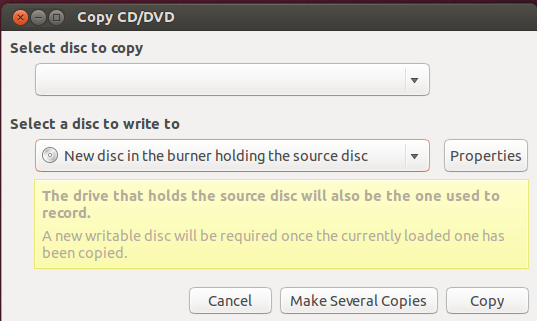 Copy CD/DVD
Select disc to copy
Select a disc to write to
New disc in the burner holding the source disc
Properties
The drive that holds the source disc will also be the one used to
record.
A new writable disc will be required once the currently loaded one has
been copied.
Cancel
Make Several Copies
Copy